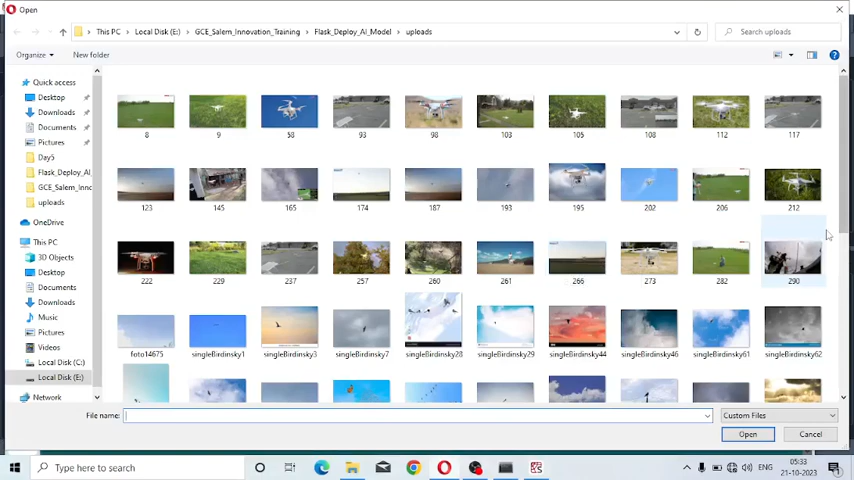 Open
This PC > Local Disk (E:) > GCE_Salem_Innovation_Training > Flask_Deploy_AI_Model > uploads
Search uploads
Organize
New folder
Quick access
Desktop
Downloads
Documents
Pictures
Day5
Flask_Deploy_AI_
GCE_Salem_Innc
uploads
OneDrive
This PC
3D Objects
Desktop
Documents
Downloads
Music
Pictures
Videos
Local Disk (C:)
Local Disk (E:)
Network
8 9 58 93 98 103 105 108 112 117
123 145 165 174 187 193 195 202 206 212
222 229 237 257 260 261 266 273 282 290
foto14675 singleBirdinsky1 singleBirdinsky3 singleBirdinsky7 singleBirdinsky28 singleBirdinsky29 singleBirdinsky44 singleBirdinsky46 singleBirdinsky61 singleBirdinsky62
File name:
Custom Files
Open
Cancel
Type here to search
ENG
05:33
21-10-2023